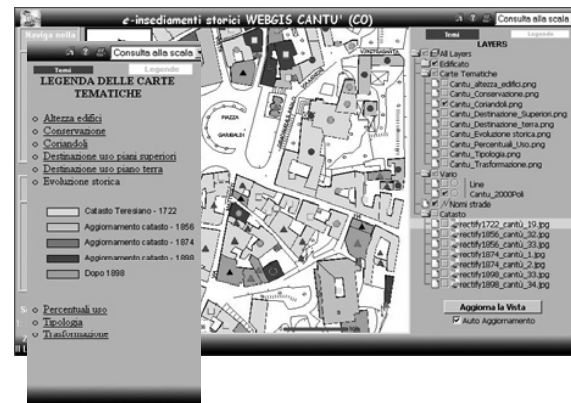 e-insediamenti storici WEBGIS CANTU' (CO)
Consulta alla scala
Naviga nella
Consulta alla scala
Temi
Legende
LEGENDA DELLE CARTE
TEMATICHE
Altezza edifici
Conservazione
Coriandoli
Destinazione uso piani superiori
Destinazione uso piano terra
Evoluzione storica
Catasto Teresiano - 1722
Aggiornamento catasto - 1856
Aggiornamento catasto - 1874
Aggiornamento catasto - 1898
Dopo 1898
Percentuali uso
Tipologia
Trasformazione
PIAZZA
GARIBALDI
Temi
Legende
LAYERS
All Layers
Edificato
Carte Tematiche
Cantu_altezza_edifici.png
Cantu_Conservazione.png
Cantu_Coriandoli.png
Cantu_Destinazione_Superiori.png
Cantu_Destinazione_terra.png
Cantu_Evoluzione storica.png
Cantu_Percentuali_Uso.png
Cantu_Tipologia.png
Cantu_Trasformazione.png
Vario
Line
Cantu_2000Poli
Nomi strade
Catasto
rectify1722_cantù_19.jpg
rectify1856_cantù_32.jpg
rectify1856_cantù_33.jpg
rectify1874_cantù_1.jpg
rectify1874_cantù_2.jpg
rectify1898_cantù_33.jpg
rectify1898_cantù_34.jpg
Aggiorna la Vista
Auto Aggiornamento